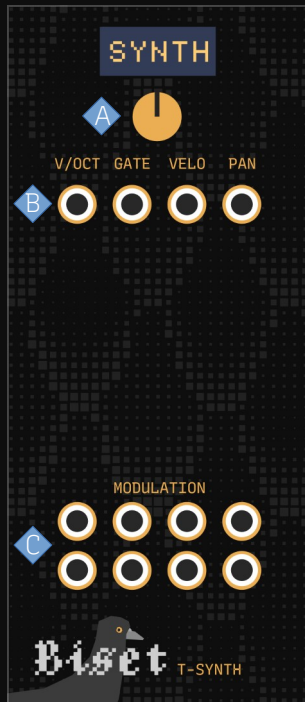 SYNTH
A
V/OCT GATE VELO PAN
B
MODULATION
C
Biset T-SYNTH